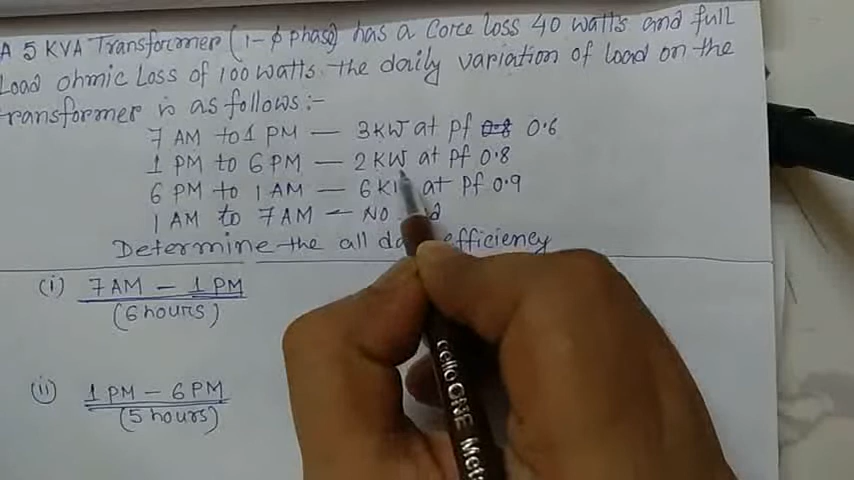 A 5 KVA Transformer (1-ϕ phase) has a Core loss 40 watts and full
Load ohmic Loss of 100 watts. The daily variation of load on the
transformer is as follows:-
7 AM to 1 PM — 3KW at Pf 0.6
1 PM to 6 PM — 2 KW at Pf 0.8
6 PM to 1 AM — 6 at Pf 0.9
1 AM to 7 AM — No
Determine the all efficiency
(i) 7 AM — 1 PM
(6 hours)
(ii) 1 PM — 6 PM
(5 hours)
cello ONE